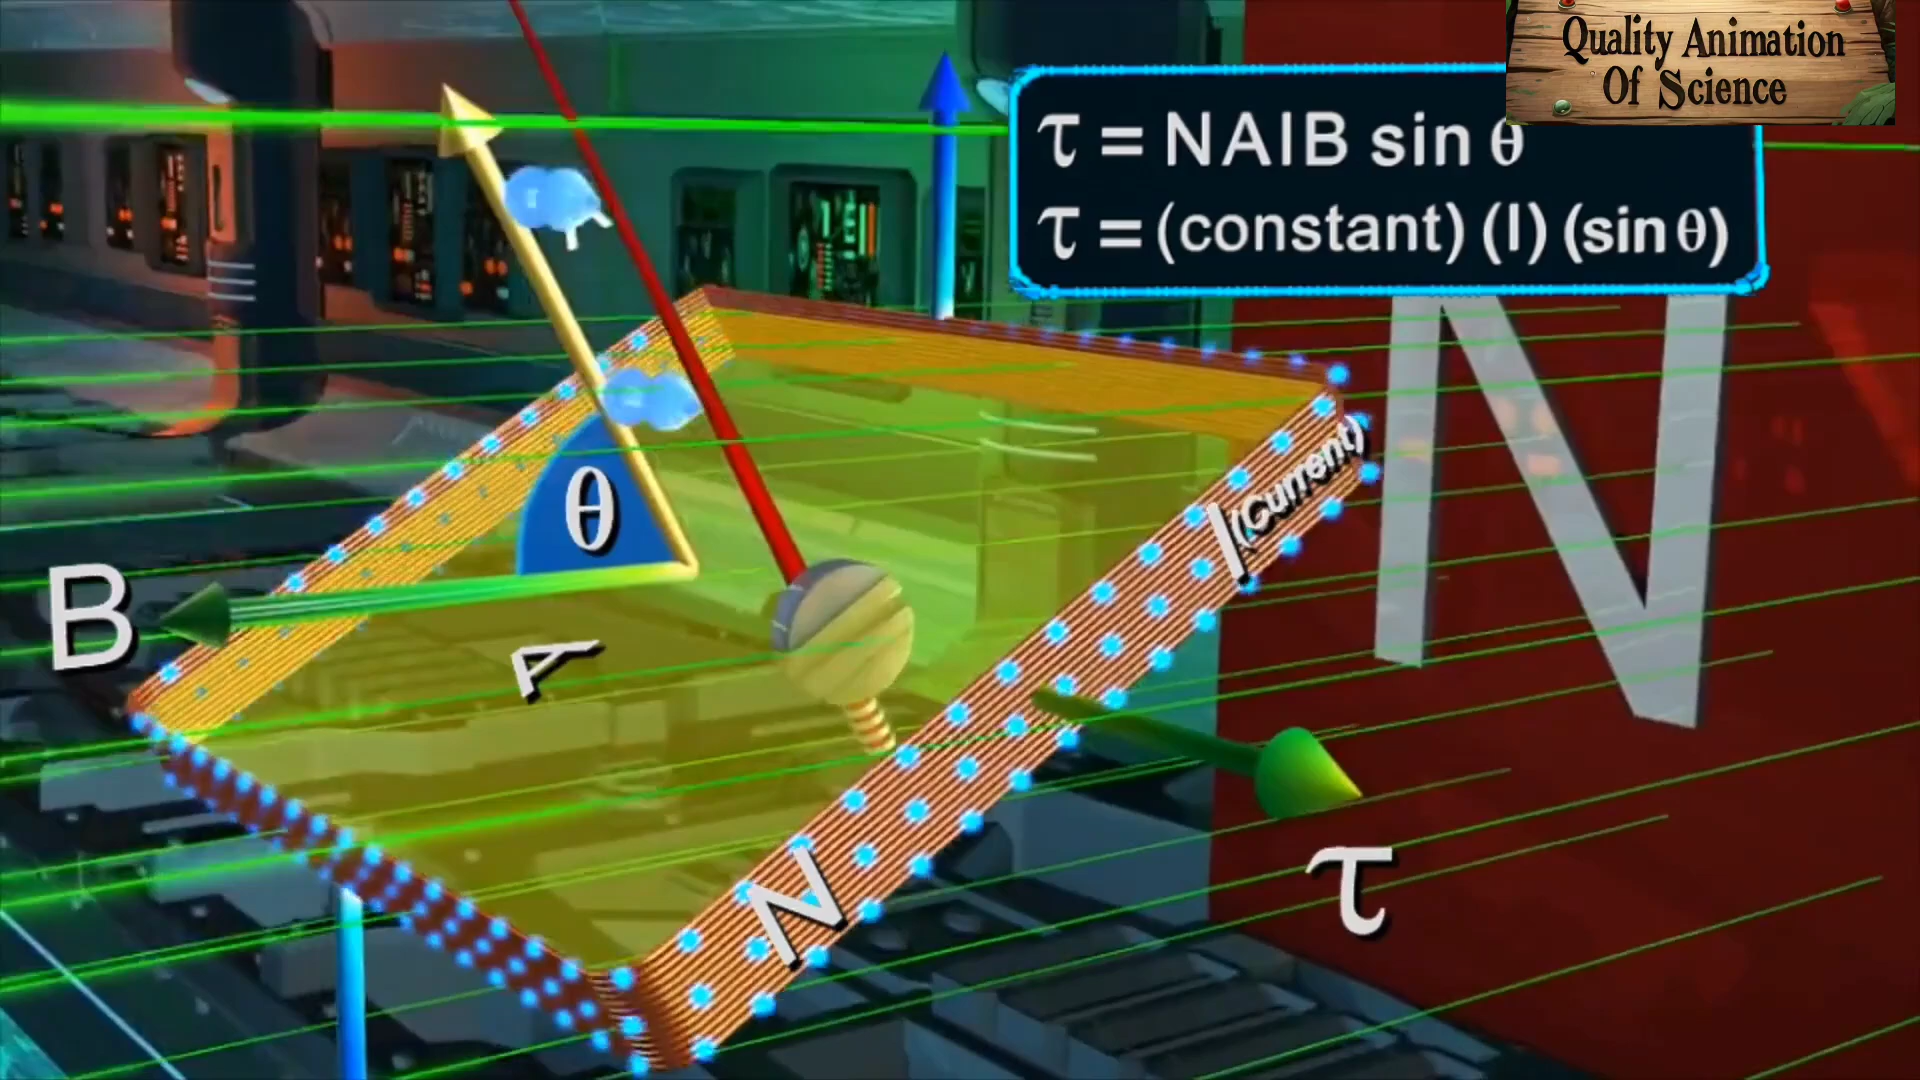 Quality Animation
Of Science
τ = NAIB sin θ
τ = (constant) (I) (sin θ)
N
I (Current)
θ
B
A
N
τ